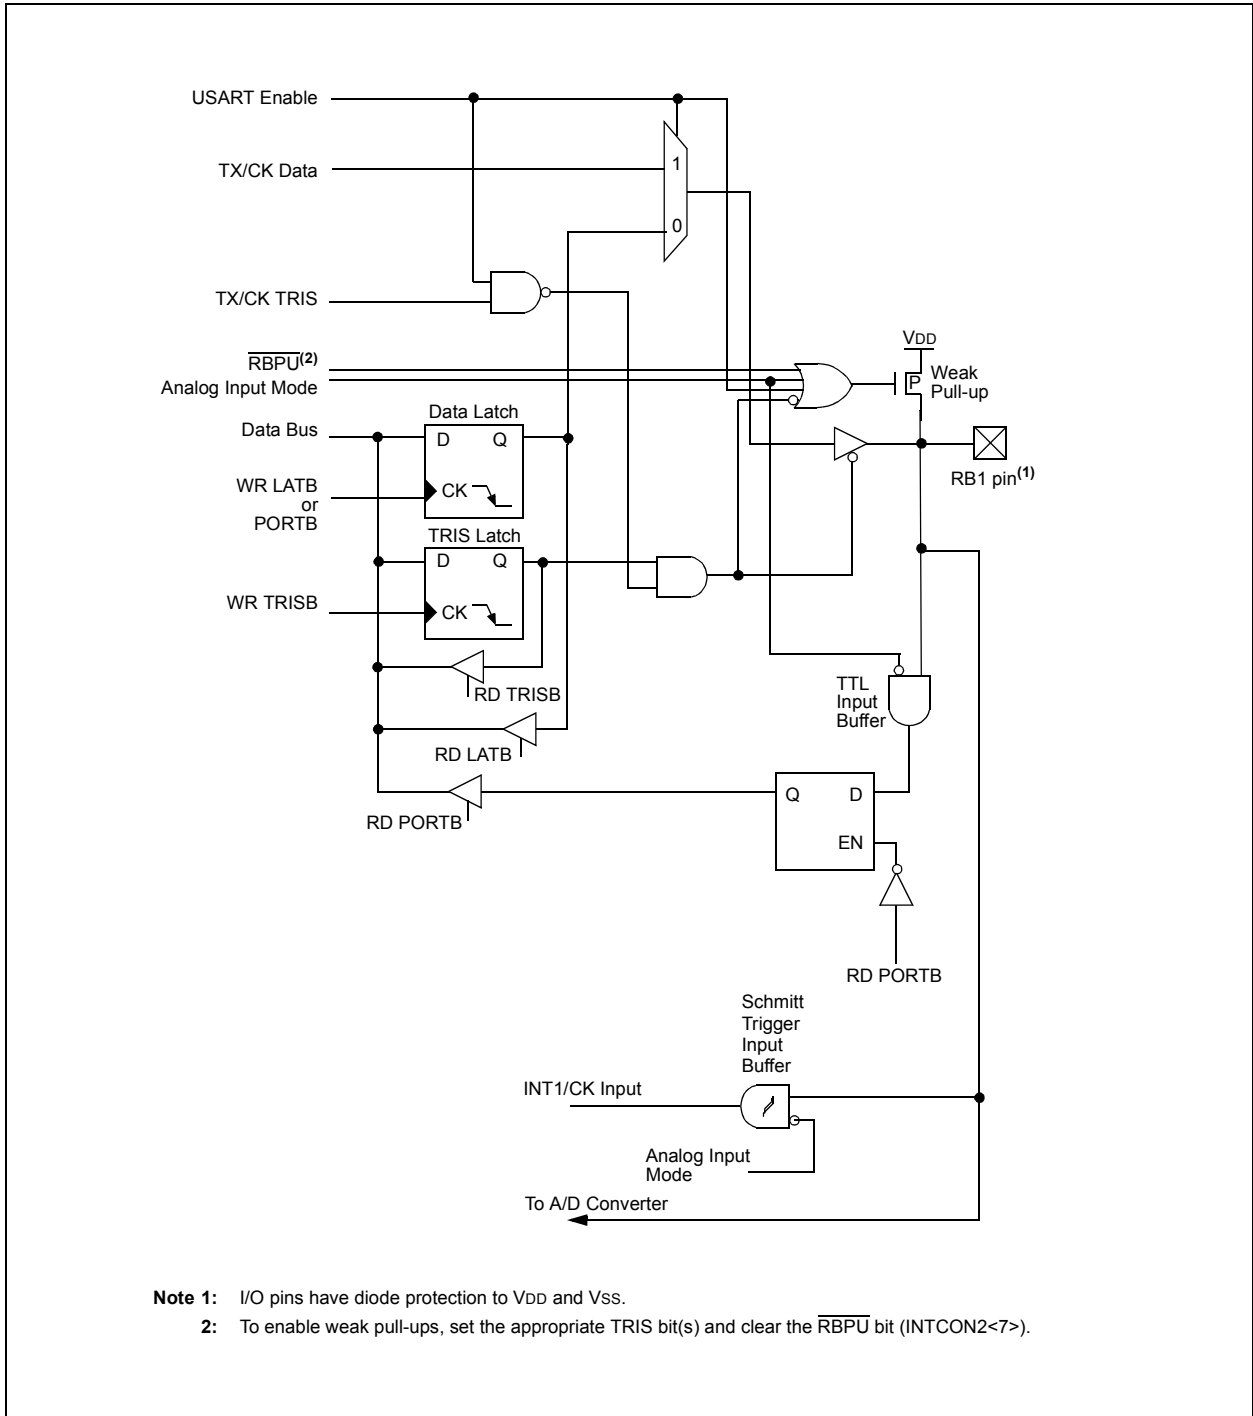 USART Enable
TX/CK Data
1
0
TX/CK TRIS
RBPU(2)
Analog Input Mode
VDD
P
Weak
Pull-up
Data Bus
Data Latch
D Q
CK
WR LATB
or
PORTB
RB1 pin(1)
TRIS Latch
D Q
CK
WR TRISB
RD TRISB
TTL
Input
Buffer
RD LATB
RD PORTB
Q D
EN
RD PORTB
Schmitt
Trigger
Input
Buffer
INT1/CK Input
Analog Input
Mode
To A/D Converter
Note 1: I/O pins have diode protection to VDD and VSS.
2: To enable weak pull-ups, set the appropriate TRIS bit(s) and clear the RBPU bit (INTCON2<7>).